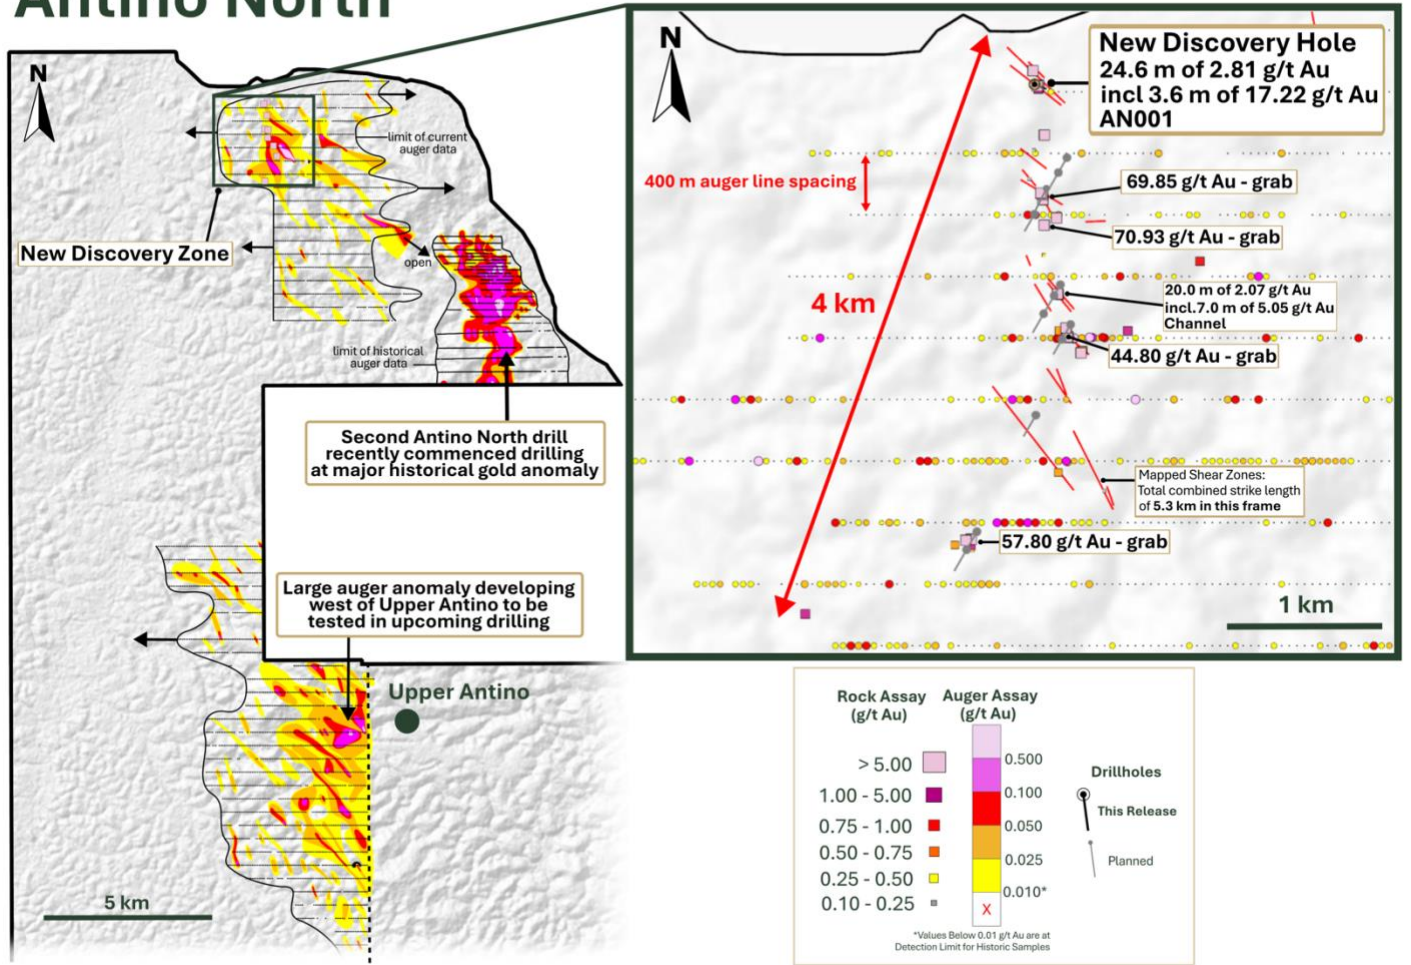 Antino North
N
limit of current
auger data
New Discovery Zone
open
limit of historical
auger data
Second Antino North drill
recently commenced drilling
at major historical gold anomaly
Large auger anomaly developing
west of Upper Antino to be
tested in upcoming drilling
Upper Antino
5 km
N
New Discovery Hole
24.6 m of 2.81 g/t Au
incl 3.6 m of 17.22 g/t Au
AN001
400 m auger line spacing
69.85 g/t Au - grab
70.93 g/t Au - grab
20.0 m of 2.07 g/t Au
incl.7.0 m of 5.05 g/t Au
Channel
4 km
44.80 g/t Au - grab
Mapped Shear Zones:
Total combined strike length
of 5.3 km in this frame
57.80 g/t Au - grab
1 km
Rock Assay
(g/t Au)
> 5.00
1.00 - 5.00
0.75 - 1.00
0.50 - 0.75
0.25 - 0.50
0.10 - 0.25
Auger Assay
(g/t Au)
0.500
0.100
0.050
0.025
0.010*
X
*Values Below 0.01 g/t Au are at
Detection Limit for Historic Samples
Drillholes
This Release
Planned